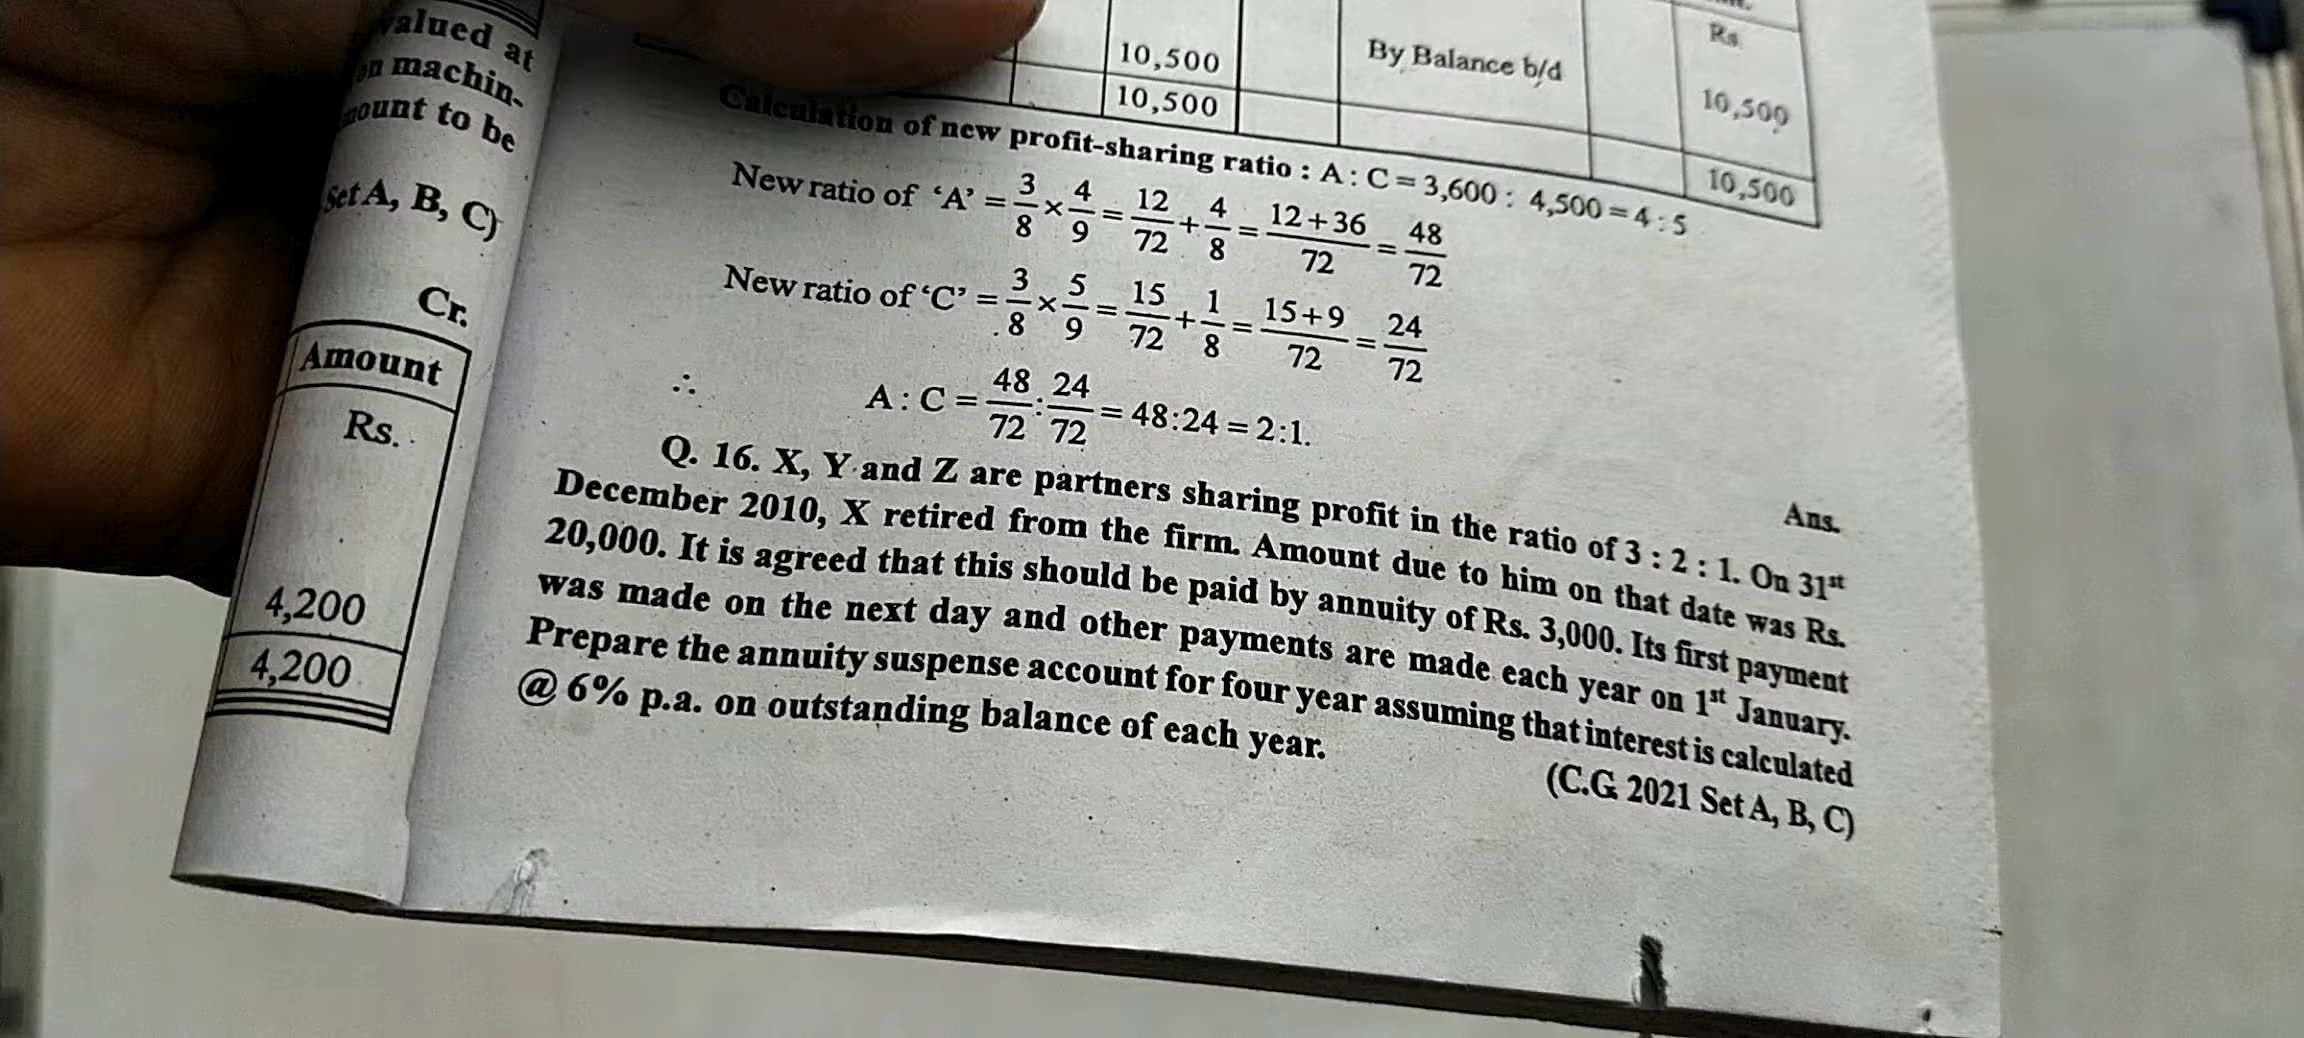 valued at
on machin-
mount to be
Set A, B, C)
Cr.
Amount
Rs.
4,200
4,200
Rs
10,500 By Balance b/d 10,500
10,500 10,500
Calculation of new profit-sharing ratio : A : C = 3,600 : 4,500 = 4 : 5
New ratio of ‘A’ = 3/8 × 4/9 = 12/72 + 4/8 = 12+36/72 = 48/72
New ratio of ‘C’ = 3/8 × 5/9 = 15/72 + 1/8 = 15+9/72 = 24/72
∴ A : C = 48/72 : 24/72 = 48:24 = 2:1.
Ans.
Q. 16. X, Y and Z are partners sharing profit in the ratio of 3 : 2 : 1. On 31st
December 2010, X retired from the firm. Amount due to him on that date was Rs.
20,000. It is agreed that this should be paid by annuity of Rs. 3,000. Its first payment
was made on the next day and other payments are made each year on 1st January.
Prepare the annuity suspense account for four year assuming that interest is calculated
@ 6% p.a. on outstanding balance of each year.
(C.G. 2021 Set A, B, C)